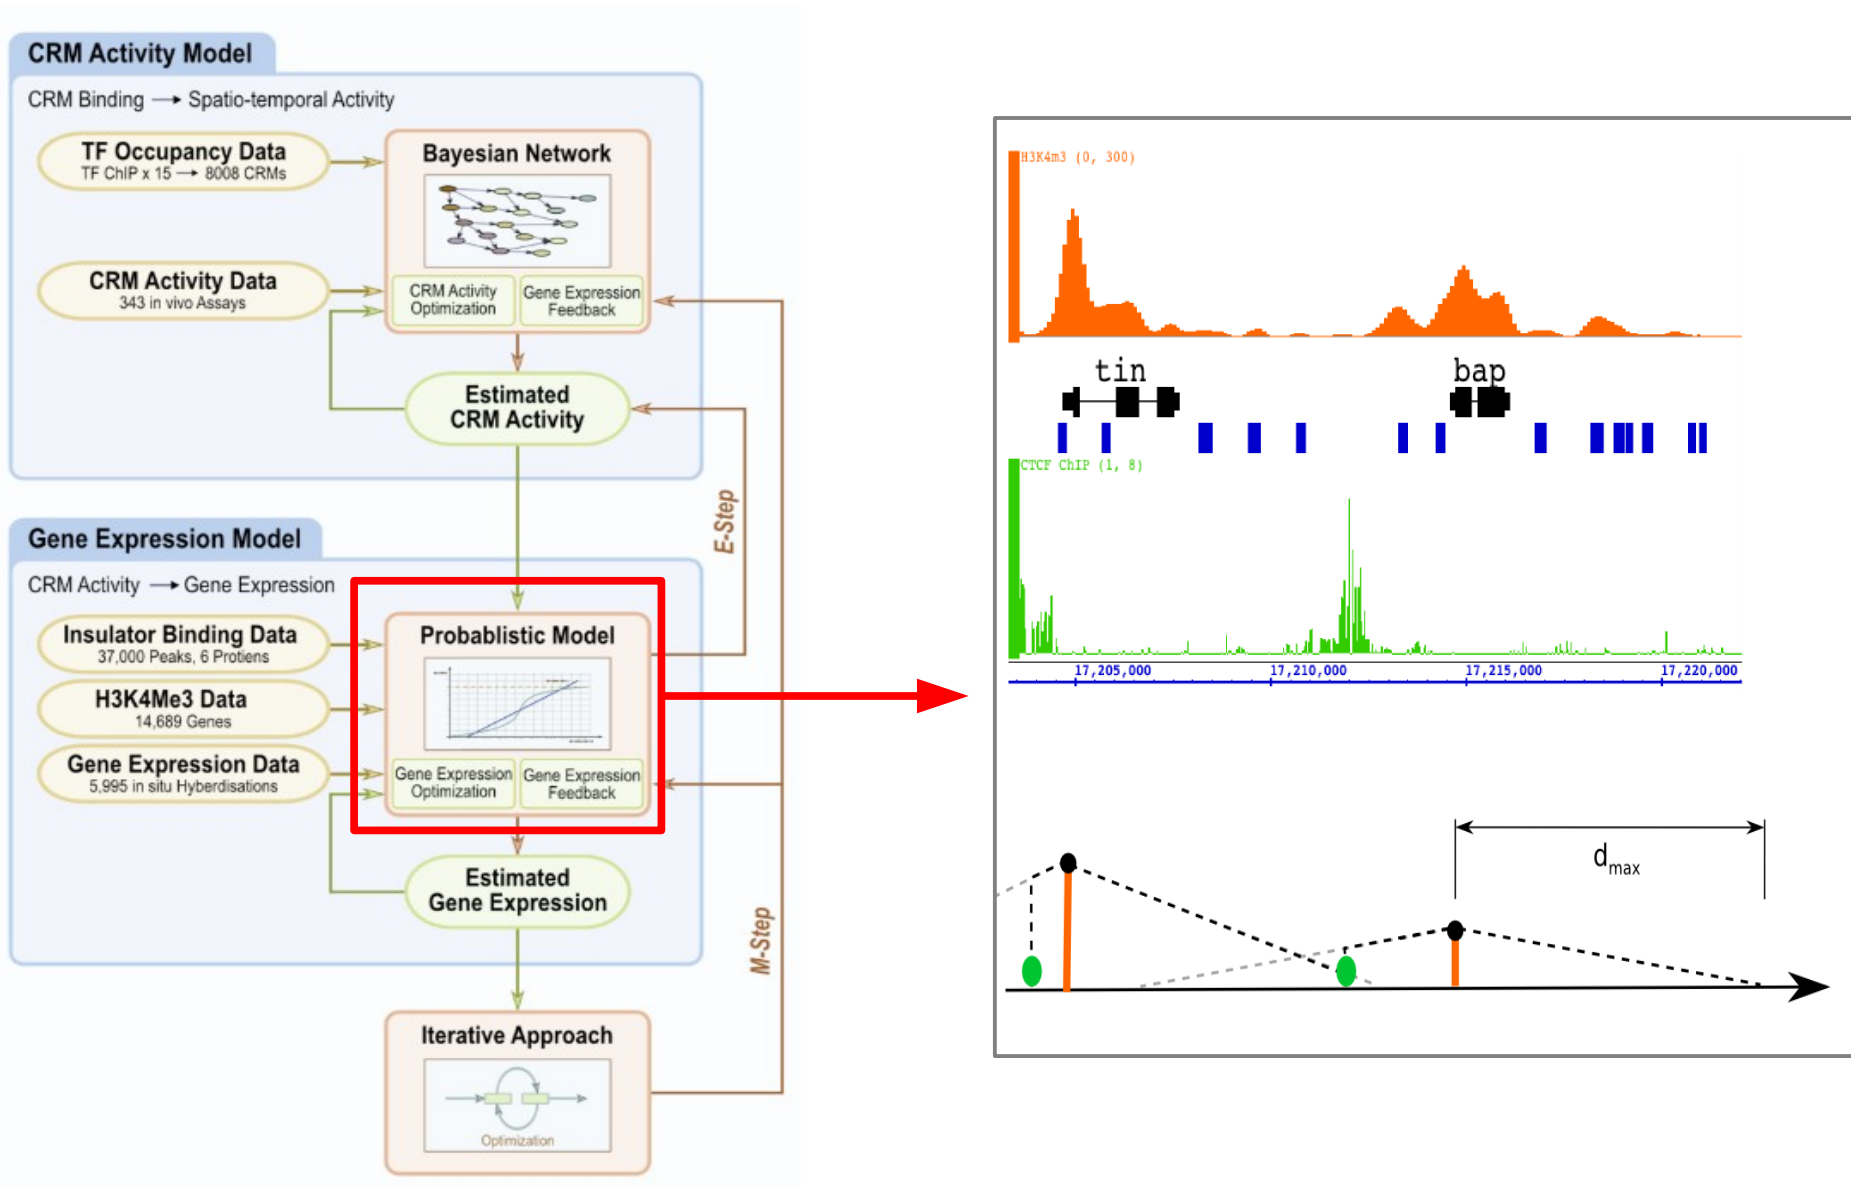 CRM Activity Model
CRM Binding → Spatio-temporal Activity
TF Occupancy Data
TF ChIP x 15 → 8008 CRMs
Bayesian Network
CRM Activity Data
343 in vivo Assays
CRM Activity
Optimization
Gene Expression
Feedback
Estimated
CRM Activity
E-Step
Gene Expression Model
CRM Activity → Gene Expression
Insulator Binding Data
37,000 Peaks, 6 Protiens
H3K4Me3 Data
14,689 Genes
Gene Expression Data
5,995 in situ Hyberdisations
Probablistic Model
Gene Expression
Optimization
Gene Expression
Feedback
Estimated
Gene Expression
M-Step
Iterative Approach
Optimization
H3K4m3 (0, 300)
tin
bap
CTCF ChIP (1, 8)
17,205,000
17,210,000
17,215,000
17,220,000
dmax